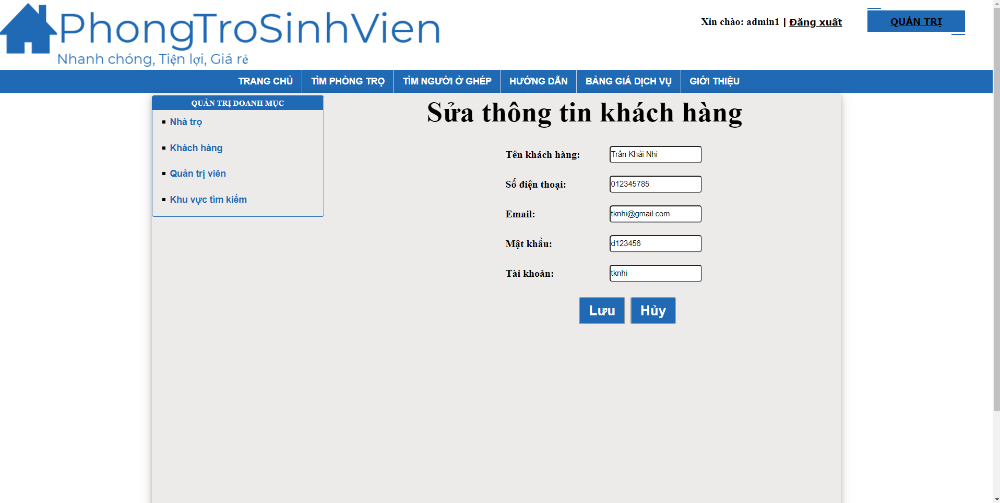 PhongTroSinhVien
Nhanh chóng, Tiện lợi, Giá rẻ
Xin chào: admin1 | Đăng xuất
QUẢN TRỊ
TRANG CHỦ
TÌM PHÒNG TRỌ
TÌM NGƯỜI Ở GHÉP
HƯỚNG DẪN
BẢNG GIÁ DỊCH VỤ
GIỚI THIỆU
QUẢN TRỊ DOANH MỤC
Nhà trọ
Khách hàng
Quản trị viên
Khu vực tìm kiếm
Sửa thông tin khách hàng
Tên khách hàng: Trần Khải Nhi
Số điện thoại: 012345785
Email: tknhi@gmail.com
Mật khẩu: d123456
Tài khoản: tknhi
Lưu Hủy